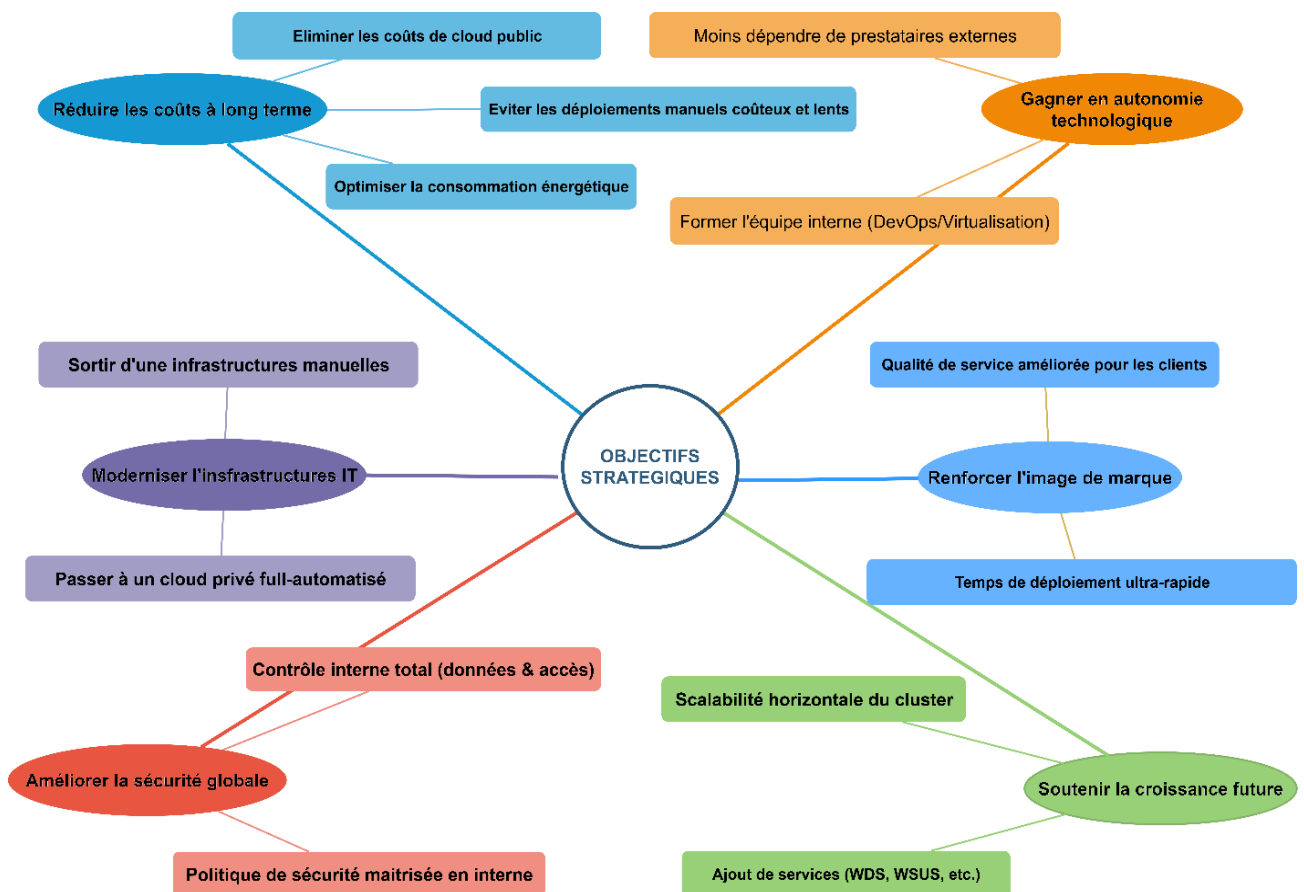 Eliminer les coûts de cloud public
Moins dépendre de prestataires externes
Réduire les coûts à long terme
Eviter les déploiements manuels coûteux et lents
Gagner en autonomie
technologique
Optimiser la consommation énergétique
Former l'équipe interne (DevOps/Virtualisation)
Sortir d'une infrastructures manuelles
Qualité de service améliorée pour les clients
OBJECTIFS
STRATEGIQUES
Moderniser l'insfrastructures IT
Renforcer l'image de marque
Passer à un cloud privé full-automatisé
Temps de déploiement ultra-rapide
Contrôle interne total (données & accès)
Scalabilité horizontale du cluster
Améliorer la sécurité globale
Soutenir la croissance future
Politique de sécurité maitrisée en interne
Ajout de services (WDS, WSUS, etc.)